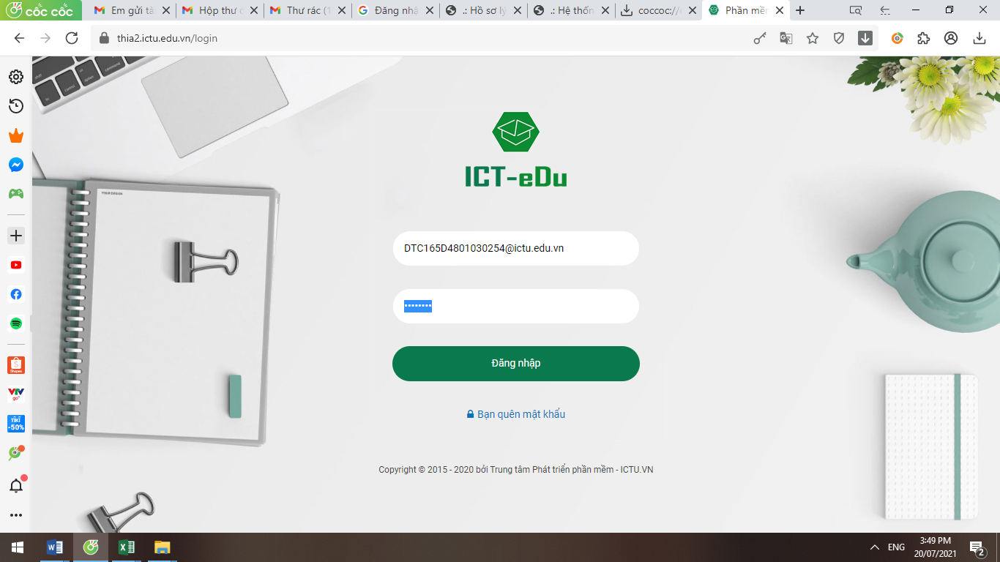 cốc cốc
Em gửi tà
Hộp thư đ
Thư rác (1
Đăng nhậ
.: Hồ sơ lý
.: Hệ thốn
coccoc://
Phần mềm
thia2.ictu.edu.vn/login
YOUR DESIGN
ICT-eDu
DTC165D4801030254@ictu.edu.vn
••••••••
Đăng nhập
Bạn quên mật khẩu
Copyright © 2015 - 2020 bởi Trung tâm Phát triển phần mềm - ICTU.VN
Shopee
VTV
go
TIKI
-50%
ENG
3:49 PM
20/07/2021
2